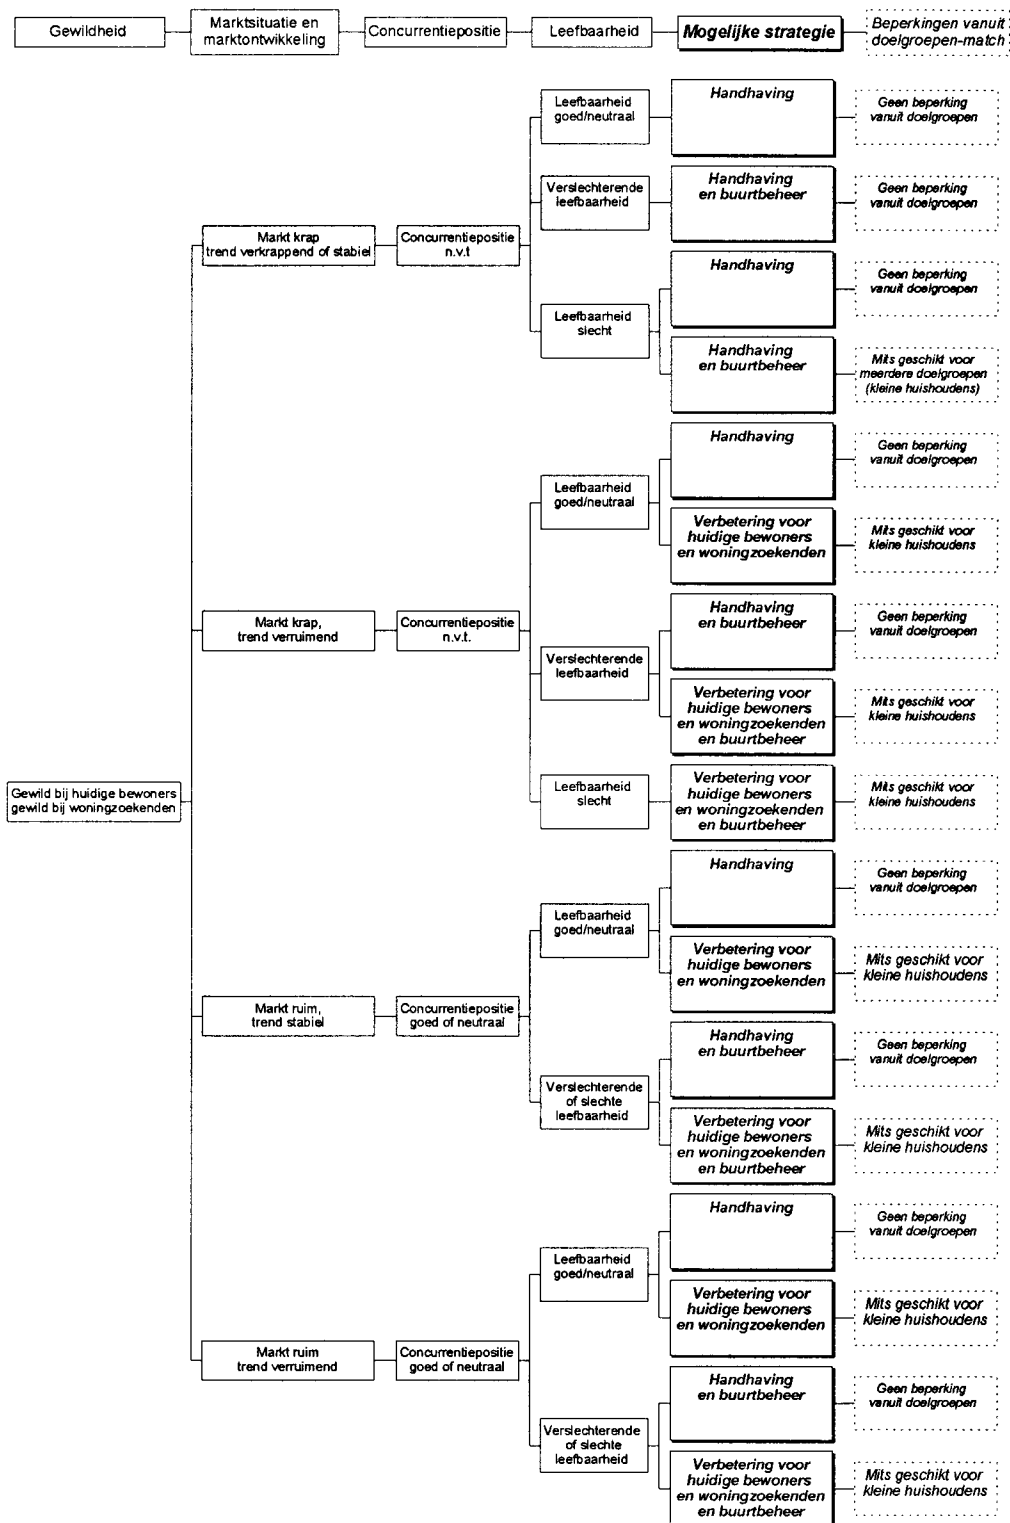 Gewildheid
Marktsituatie en
marktontwikkeling
Concurrentiepositie
Leefbaarheid
Mogelijke strategie
Beperkingen vanuit
doelgroepen-match
Gewild bij huidige bewoners
gewild bij woningzoekenden
Markt krap
trend verkrappend of stabiel
Concurrentiepositie
n.v.t
Leefbaarheid
goed/neutraal
Handhaving
Geen beperking
vanuit doelgroepen
Verslechterende
leefbaarheid
Handhaving
en buurtbeheer
Geen beperking
vanuit doelgroepen
Leefbaarheid
slecht
Handhaving
Geen beperking
vanuit doelgroepen
Handhaving
en buurtbeheer
Mits geschikt voor
meerdere doelgroepen
(kleine huishoudens)
Markt krap,
trend verruimend
Concurrentiepositie
n.v.t.
Leefbaarheid
goed/neutraal
Handhaving
Geen beperking
vanuit doelgroepen
Verbetering voor
huidige bewoners
en woningzoekenden
Mits geschikt voor
kleine huishoudens
Verslechterende
leefbaarheid
Handhaving
en buurtbeheer
Geen beperking
vanuit doelgroepen
Verbetering voor
huidige bewoners
en woningzoekenden
en buurtbeheer
Mits geschikt voor
kleine huishoudens
Leefbaarheid
slecht
Verbetering voor
huidige bewoners
en woningzoekenden
en buurtbeheer
Mits geschikt voor
kleine huishoudens
Markt ruim,
trend stabiel
Concurrentiepositie
goed of neutraal
Leefbaarheid
goed/neutraal
Handhaving
Geen beperking
vanuit doelgroepen
Verbetering voor
huidige bewoners
en woningzoekenden
Mits geschikt voor
kleine huishoudens
Verslechterende
of slechte
leefbaarheid
Handhaving
en buurtbeheer
Geen beperking
vanuit doelgroepen
Verbetering voor
huidige bewoners
en woningzoekenden
en buurtbeheer
Mits geschikt voor
kleine huishoudens
Markt ruim
trend verruimend
Concurrentiepositie
goed of neutraal
Leefbaarheid
goed/neutraal
Handhaving
Geen beperking
vanuit doelgroepen
Verbetering voor
huidige bewoners
en woningzoekenden
Mits geschikt voor
kleine huishoudens
Verslechterende
of slechte
leefbaarheid
Handhaving
en buurtbeheer
Geen beperking
vanuit doelgroepen
Verbetering voor
huidige bewoners
en woningzoekenden
en buurtbeheer
Mits geschikt voor
kleine huishoudens